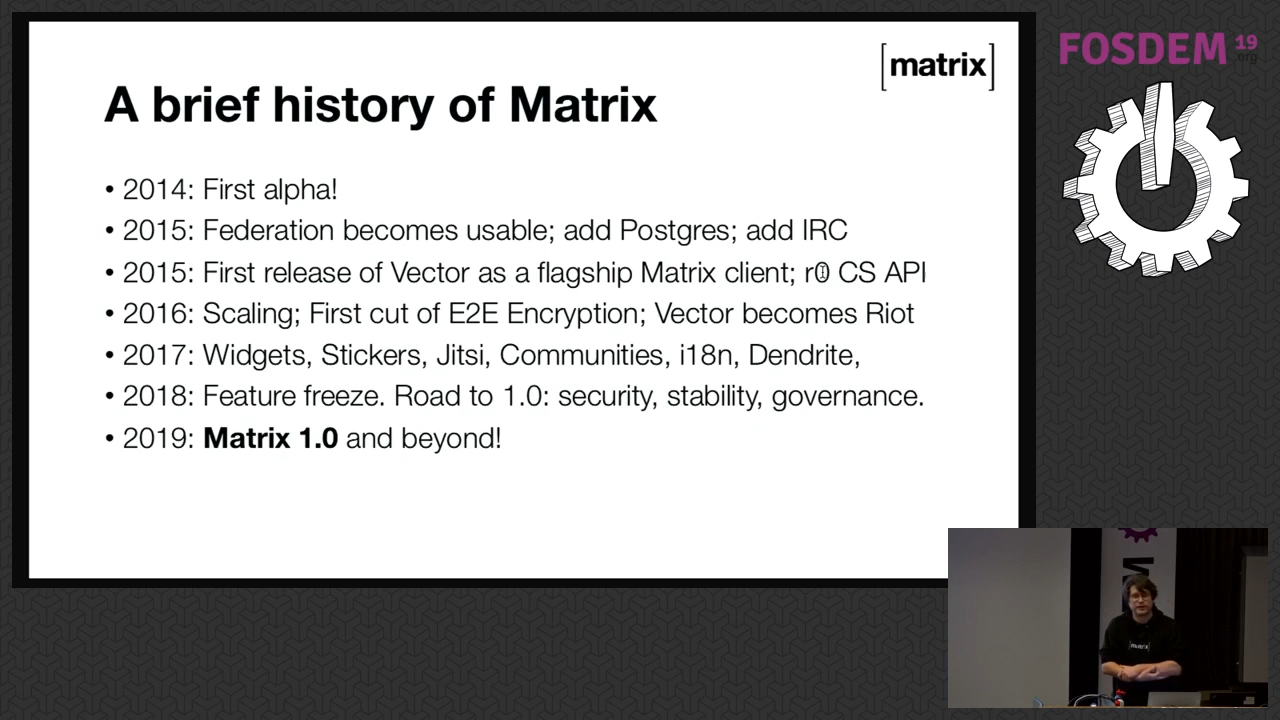 [matrix]
A brief history of Matrix
• 2014: First alpha!
• 2015: Federation becomes usable; add Postgres; add IRC
• 2015: First release of Vector as a flagship Matrix client; r0 CS API
• 2016: Scaling; First cut of E2E Encryption; Vector becomes Riot
• 2017: Widgets, Stickers, Jitsi, Communities, i18n, Dendrite,
• 2018: Feature freeze. Road to 1.0: security, stability, governance.
• 2019: Matrix 1.0 and beyond!
FOSDEM 19
.org
[matrix]